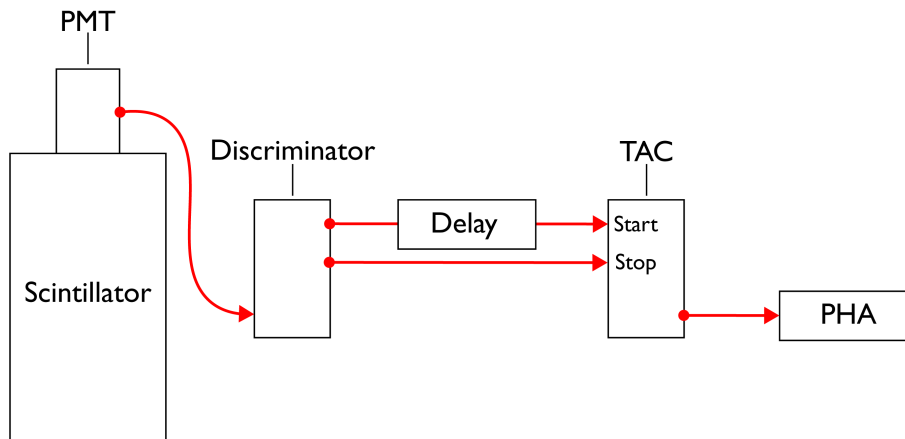 PMT
Discriminator
TAC
Delay
Start
Stop
Scintillator
PHA